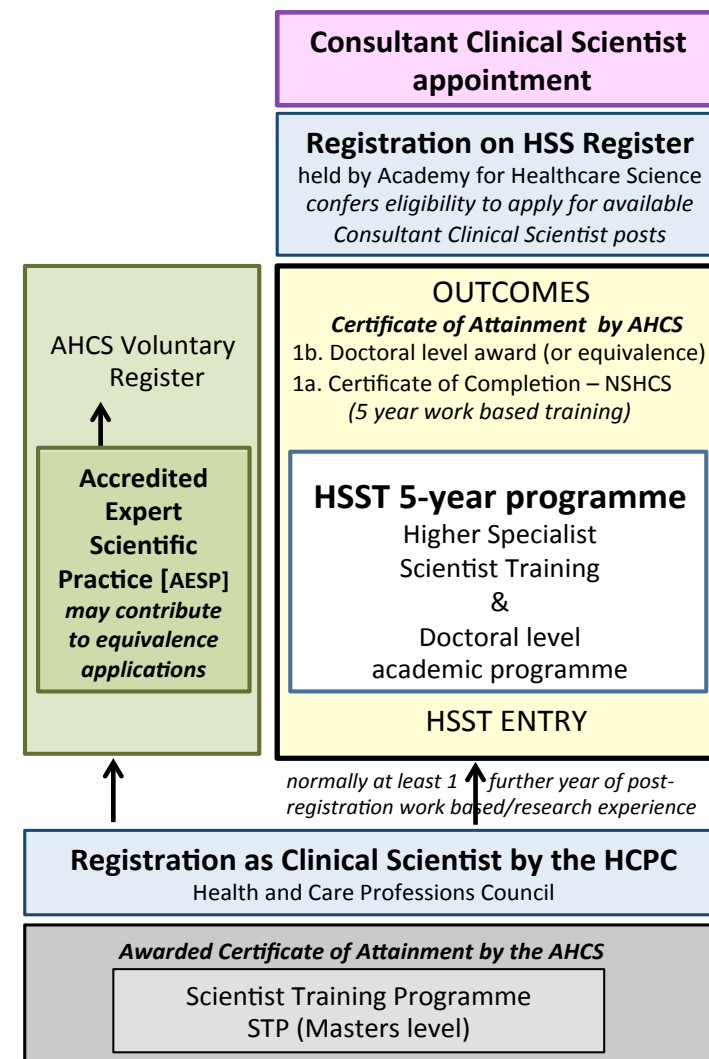 Consultant Clinical Scientist
appointment
Registration on HSS Register
held by Academy for Healthcare Science
confers eligibility to apply for available
Consultant Clinical Scientist posts
AHCS Voluntary
Register
Accredited
Expert
Scientific
Practice [AESP]
may contribute
to equivalence
applications
OUTCOMES
Certificate of Attainment by AHCS
1b. Doctoral level award (or equivalence)
1a. Certificate of Completion – NSHCS
(5 year work based training)
HSST 5-year programme
Higher Specialist
Scientist Training
&
Doctoral level
academic programme
HSST ENTRY
normally at least 1 further year of post-
registration work based/research experience
Registration as Clinical Scientist by the HCPC
Health and Care Professions Council
Awarded Certificate of Attainment by the AHCS
Scientist Training Programme
STP (Masters level)